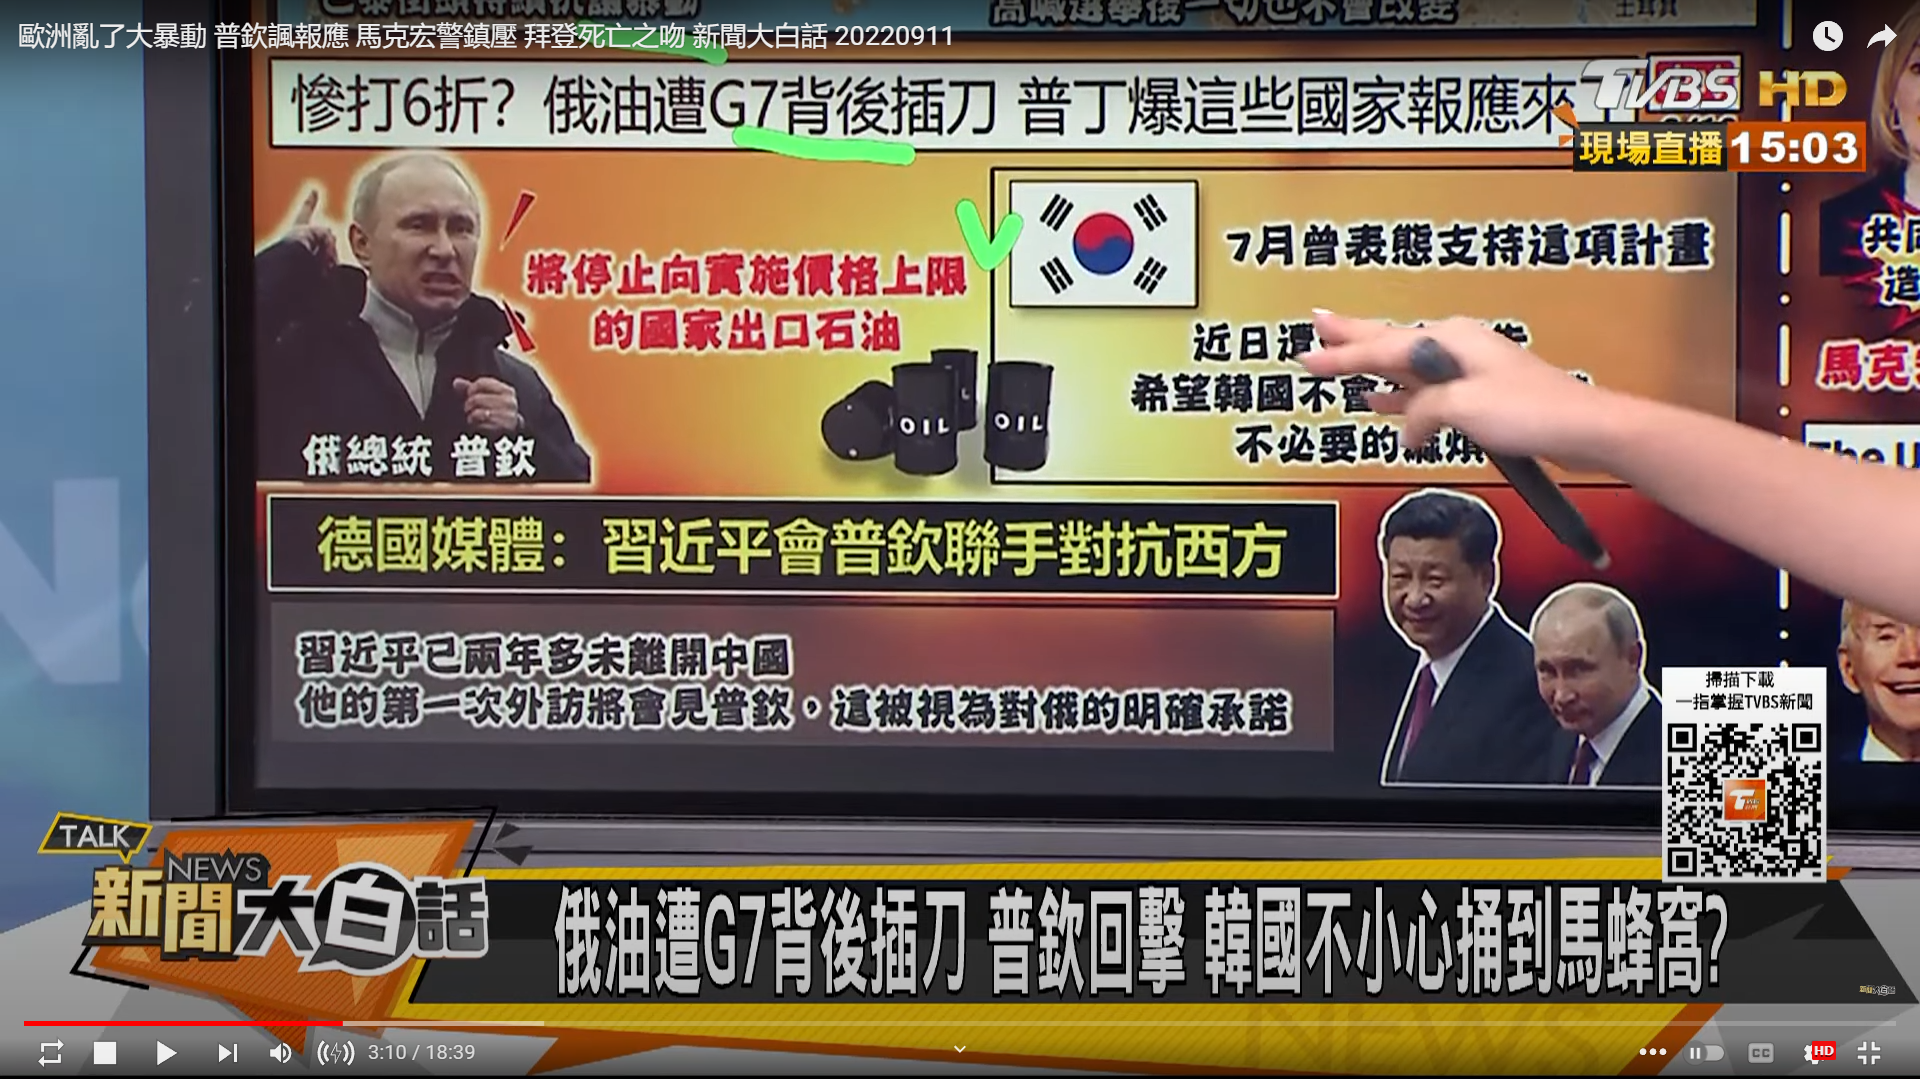 歐洲亂了大暴動 普欽諷報應 馬克宏警鎮壓 拜登死亡之吻 新聞大白話 20220911
慘打6折？俄油遭G7背後插刀 普丁爆這些國家報應來
TVBS HD
現場直播 15:03
將停止向實施價格上限
的國家出口石油
俄總統 普欽
OIL
OIL
7月曾表態支持這項計畫
近日遭
希望韓國不會
不必要的麻煩
共同
造
馬克
The U
德國媒體：習近平會普欽聯手對抗西方
習近平已兩年多未離開中國
他的第一次外訪將會見普欽，這被視為對俄的明確承諾
掃描下載
一指掌握TVBS新聞
TALK
NEWS
新聞大白話
俄油遭G7背後插刀 普欽回擊 韓國不小心捅到馬蜂窩?
NEWS
3:10 / 18:39
CC
HD